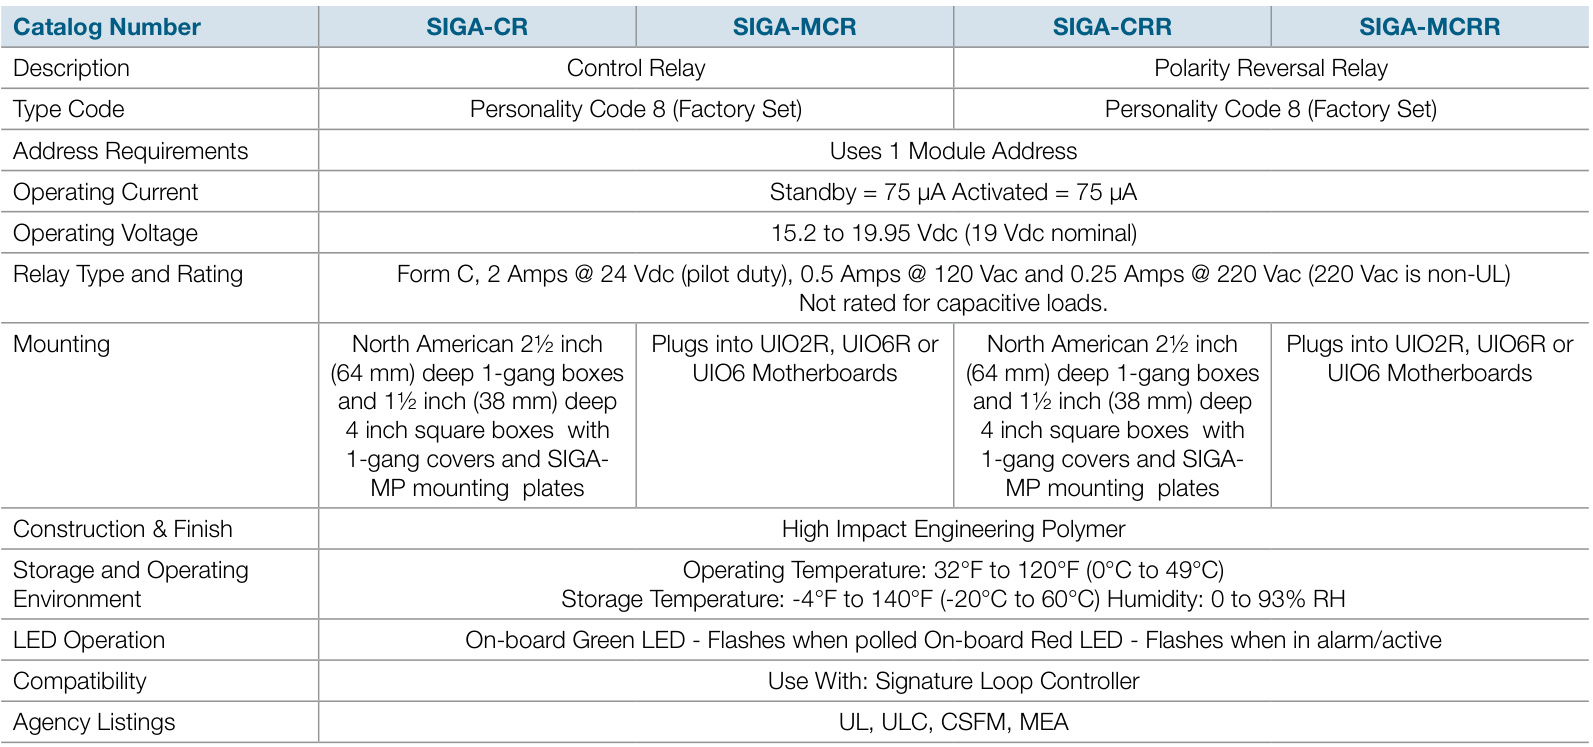 Catalog Number SIGA-CR SIGA-MCR SIGA-CRR SIGA-MCRR
Description Control Relay Polarity Reversal Relay
Type Code Personality Code 8 (Factory Set) Personality Code 8 (Factory Set)
Address Requirements Uses 1 Module Address
Operating Current Standby = 75 µA Activated = 75 µA
Operating Voltage 15.2 to 19.95 Vdc (19 Vdc nominal)
Relay Type and Rating Form C, 2 Amps @ 24 Vdc (pilot duty), 0.5 Amps @ 120 Vac and 0.25 Amps @ 220 Vac (220 Vac is non-UL)
Not rated for capacitive loads.
Mounting North American 2½ inch Plugs into UIO2R, UIO6R or North American 2½ inch Plugs into UIO2R, UIO6R or
(64 mm) deep 1-gang boxes UIO6 Motherboards (64 mm) deep 1-gang boxes UIO6 Motherboards
and 1½ inch (38 mm) deep and 1½ inch (38 mm) deep
4 inch square boxes with 4 inch square boxes with
1-gang covers and SIGA- 1-gang covers and SIGA-
MP mounting plates MP mounting plates
Construction & Finish High Impact Engineering Polymer
Storage and Operating Operating Temperature: 32°F to 120°F (0°C to 49°C)
Environment Storage Temperature: -4°F to 140°F (-20°C to 60°C) Humidity: 0 to 93% RH
LED Operation On-board Green LED - Flashes when polled On-board Red LED - Flashes when in alarm/active
Compatibility Use With: Signature Loop Controller
Agency Listings UL, ULC, CSFM, MEA